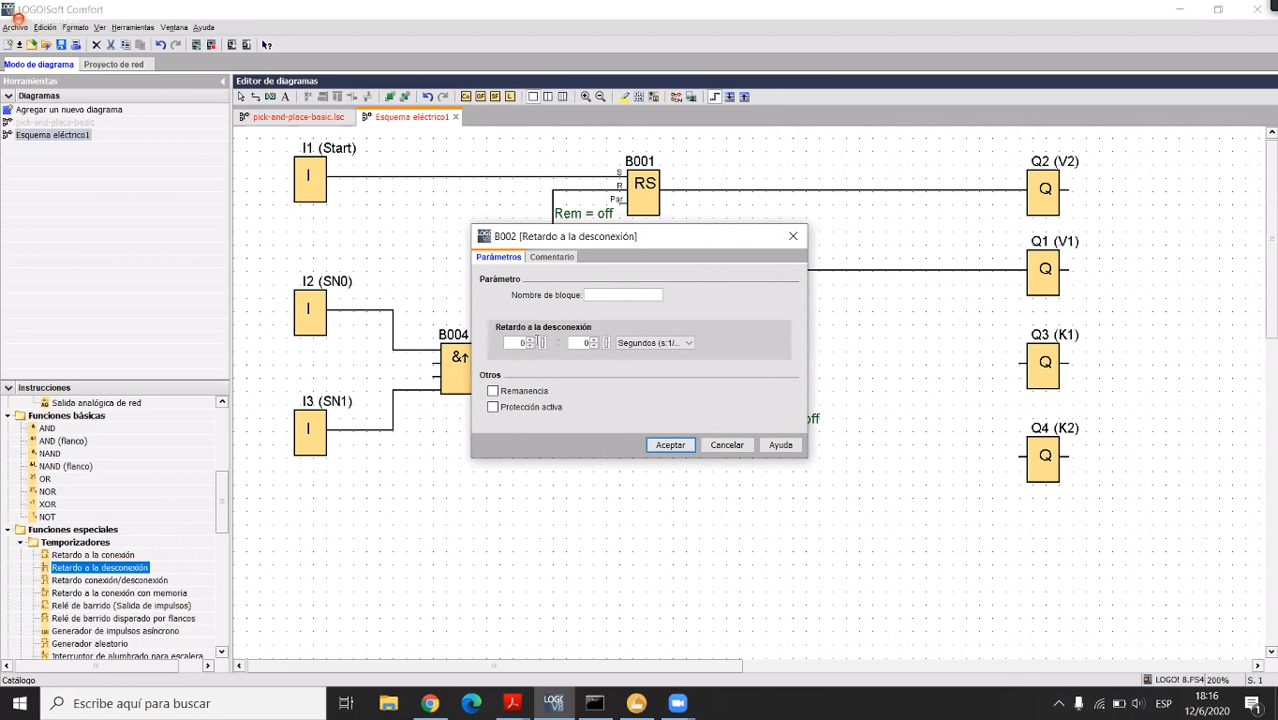 LOGO!Soft Comfort
Archivo Edición Formato Ver Herramientas Ventana Ayuda
Modo de diagrama Proyecto de red
Herramientas
Editor de diagramas
Diagramas
Agregar un nuevo diagrama
pick-and-place-basic
Esquema eléctrico1
pick-and-place-basic.lsc Esquema eléctrico1
I1 (Start)
I
B001
S
R
Par
RS
Rem = off
Q2 (V2)
Q
Q1 (V1)
Q
I2 (SN0)
I
B004
&↑
Q3 (K1)
Q
I3 (SN1)
I
off
Q4 (K2)
Q
B002 [Retardo a la desconexión]
Parámetros Comentario
Parámetro
Nombre de bloque:
Retardo a la desconexión
0 : 0 Segundos (s:1/...
Otros
Remanencia
Protección activa
Aceptar Cancelar Ayuda
Instrucciones
Salida analógica de red
Funciones básicas
AND
AND (flanco)
NAND
NAND (flanco)
OR
NOR
XOR
NOT
Funciones especiales
Temporizadores
Retardo a la conexión
Retardo a la desconexión
Retardo conexión/desconexión
Retardo a la conexión con memoria
Relé de barrido (Salida de impulsos)
Relé de barrido disparado por flancos
Generador de impulsos asíncrono
Generador aleatorio
Interruptor de alumbrado para escalera
Catálogo
LOGO! 8.FS4 200% S. 1
Escribe aquí para buscar
ESP
18:16
12/6/2020